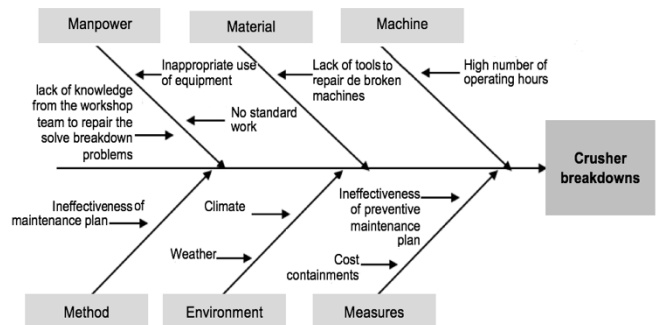 Manpower
Material
Machine
Inappropriate use
of equipment
Lack of tools to
repair de broken
machines
High number of
operating hours
lack of knowledge
from the workshop
team to repair the
solve breakdown
problems
No standard
work
Crusher
breakdowns
Ineffectiveness of
maintenance plan
Climate
Weather
Ineffectiveness
of preventive
maintenance
plan
Cost
containments
Method
Environment
Measures